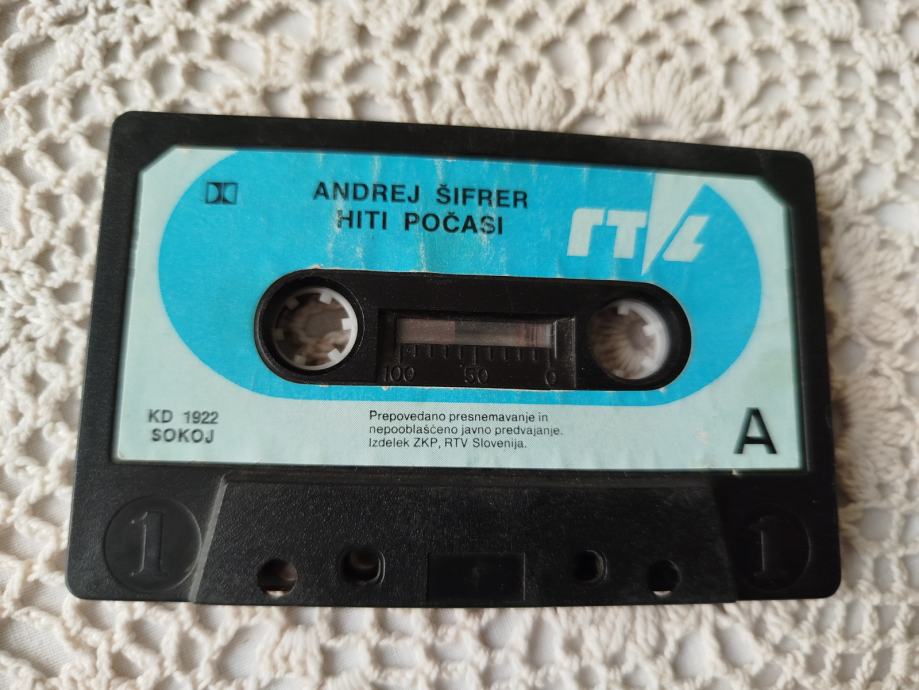 ANDREJ ŠIFRER
HITI POČASI
RTVL
100 50 0
KD 1922
SOKOJ
Prepovedano presnemavanje in
nepooblaščeno javno predvajanje.
Izdelek ZKP, RTV Slovenija.
A
1 1